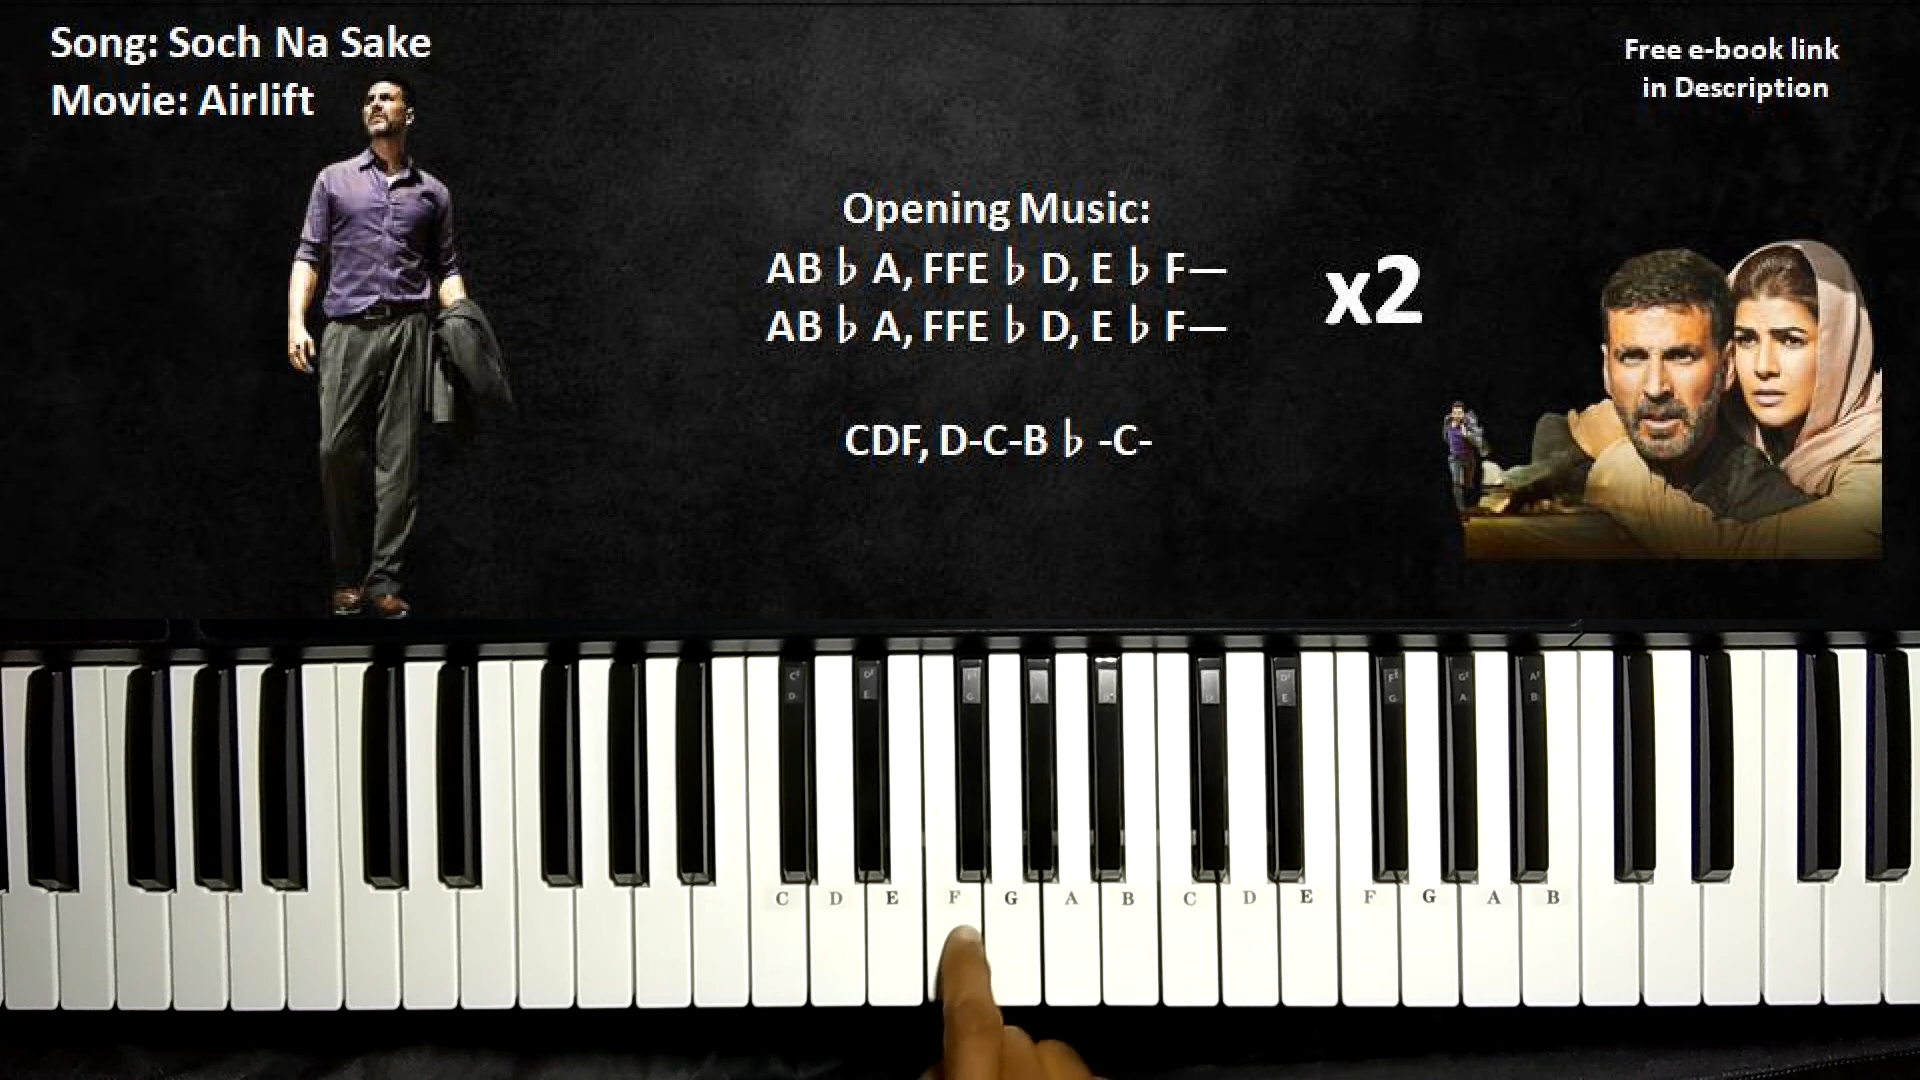 Song: Soch Na Sake
Movie: Airlift
Free e-book link
in Description
Opening Music:
AB♭A, FFE♭D, E♭F—
AB♭A, FFE♭D, E♭F—
x2
CDF, D-C-B♭-C-
C D E F G A B C D E F G A B